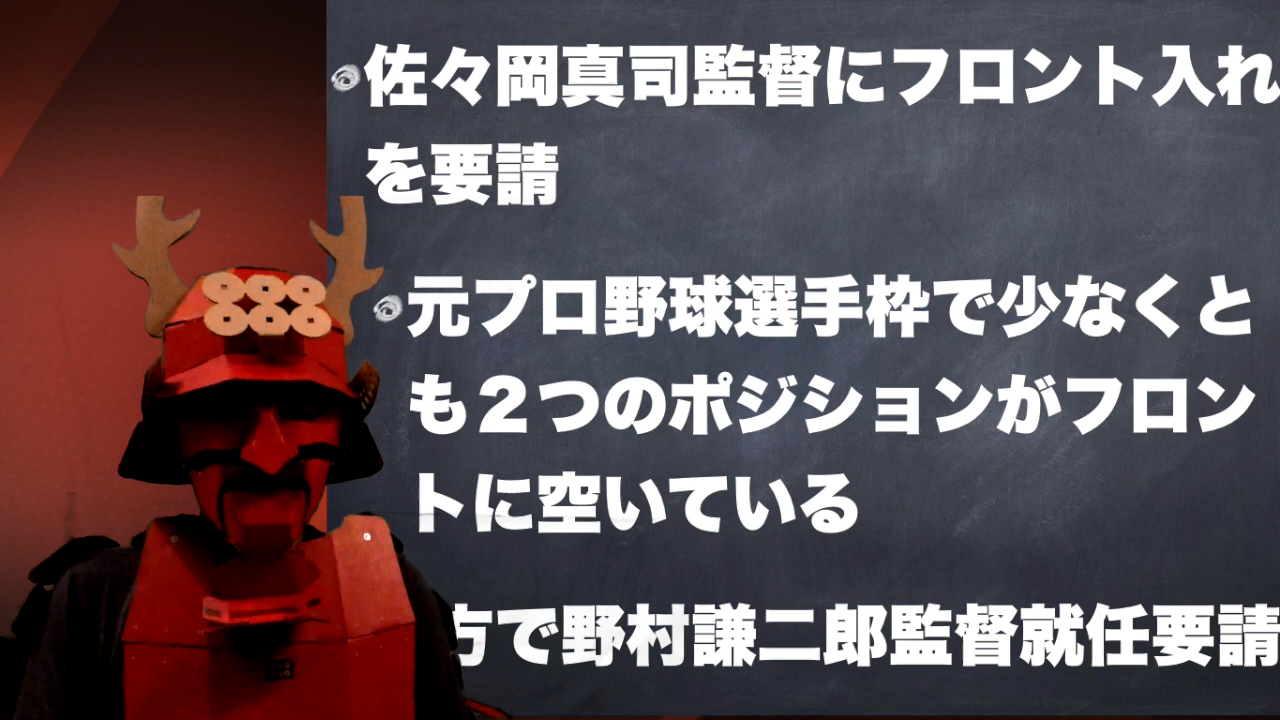 佐々岡真司監督にフロント入れ
を要請
元プロ野球選手枠で少なくと
も２つのポジションがフロン
トに空いている
方で野村謙二郎監督就任要請